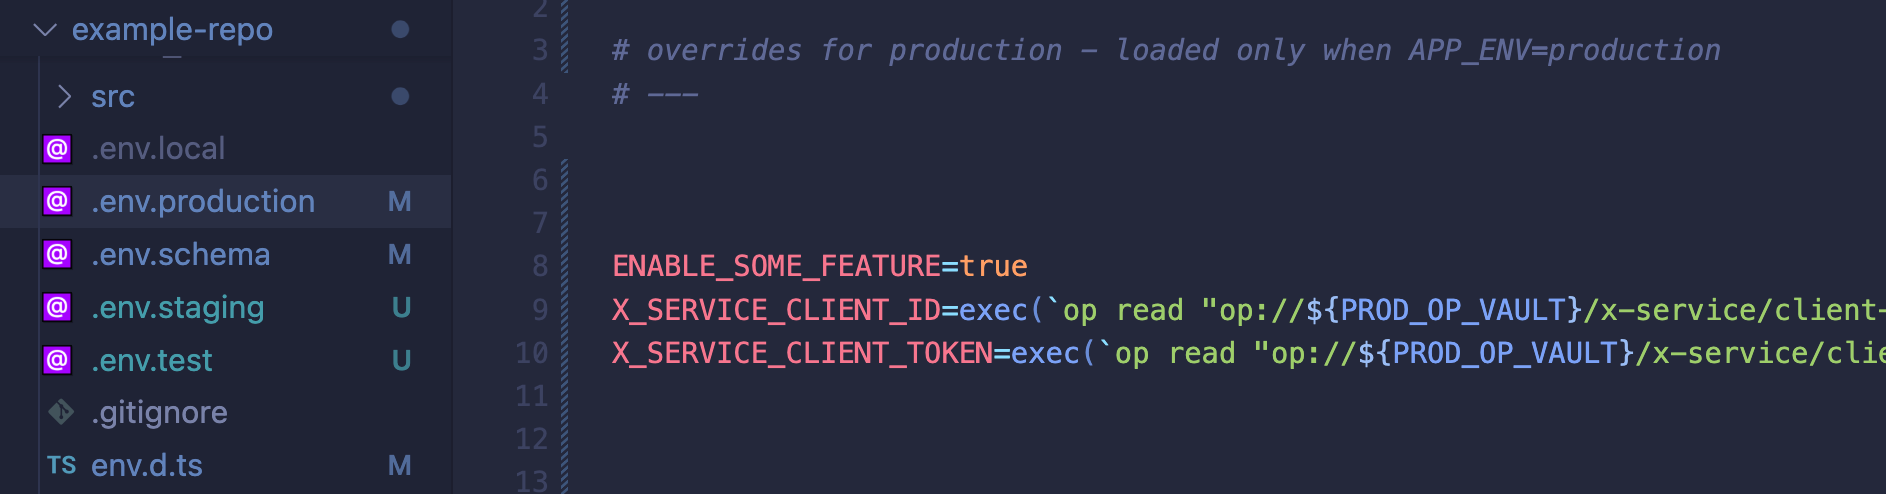 example-repo
src
@ .env.local
@ .env.production M
@ .env.schema M
@ .env.staging U
@ .env.test U
.gitignore
TS env.d.ts M
2
3 # overrides for production - loaded only when APP_ENV=production
4 # ---
5
6
7
8 ENABLE_SOME_FEATURE=true
9 X_SERVICE_CLIENT_ID=exec(`op read "op://${PROD_OP_VAULT}/x-service/client-
10 X_SERVICE_CLIENT_TOKEN=exec(`op read "op://${PROD_OP_VAULT}/x-service/clie
11
12
13